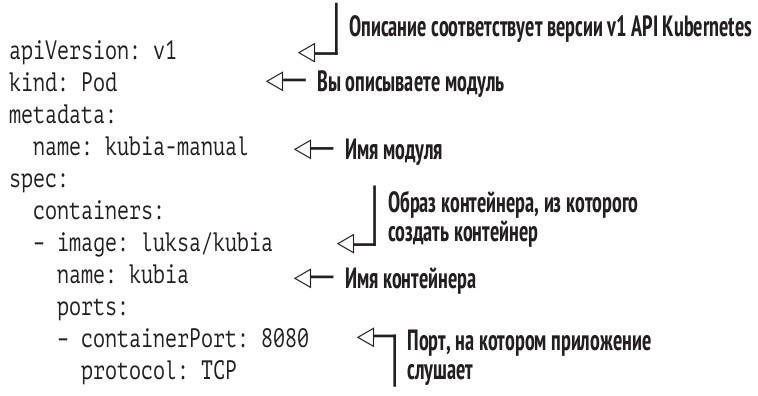 Описание соответствует версии v1 API Kubernetes
apiVersion: v1
kind: Pod
Вы описываете модуль
metadata:
name: kubia-manual
Имя модуля
spec:
containers:
Образ контейнера, из которого
создать контейнер
- image: luksa/kubia
name: kubia
Имя контейнера
ports:
- containerPort: 8080
Порт, на котором приложение
слушает
protocol: TCP